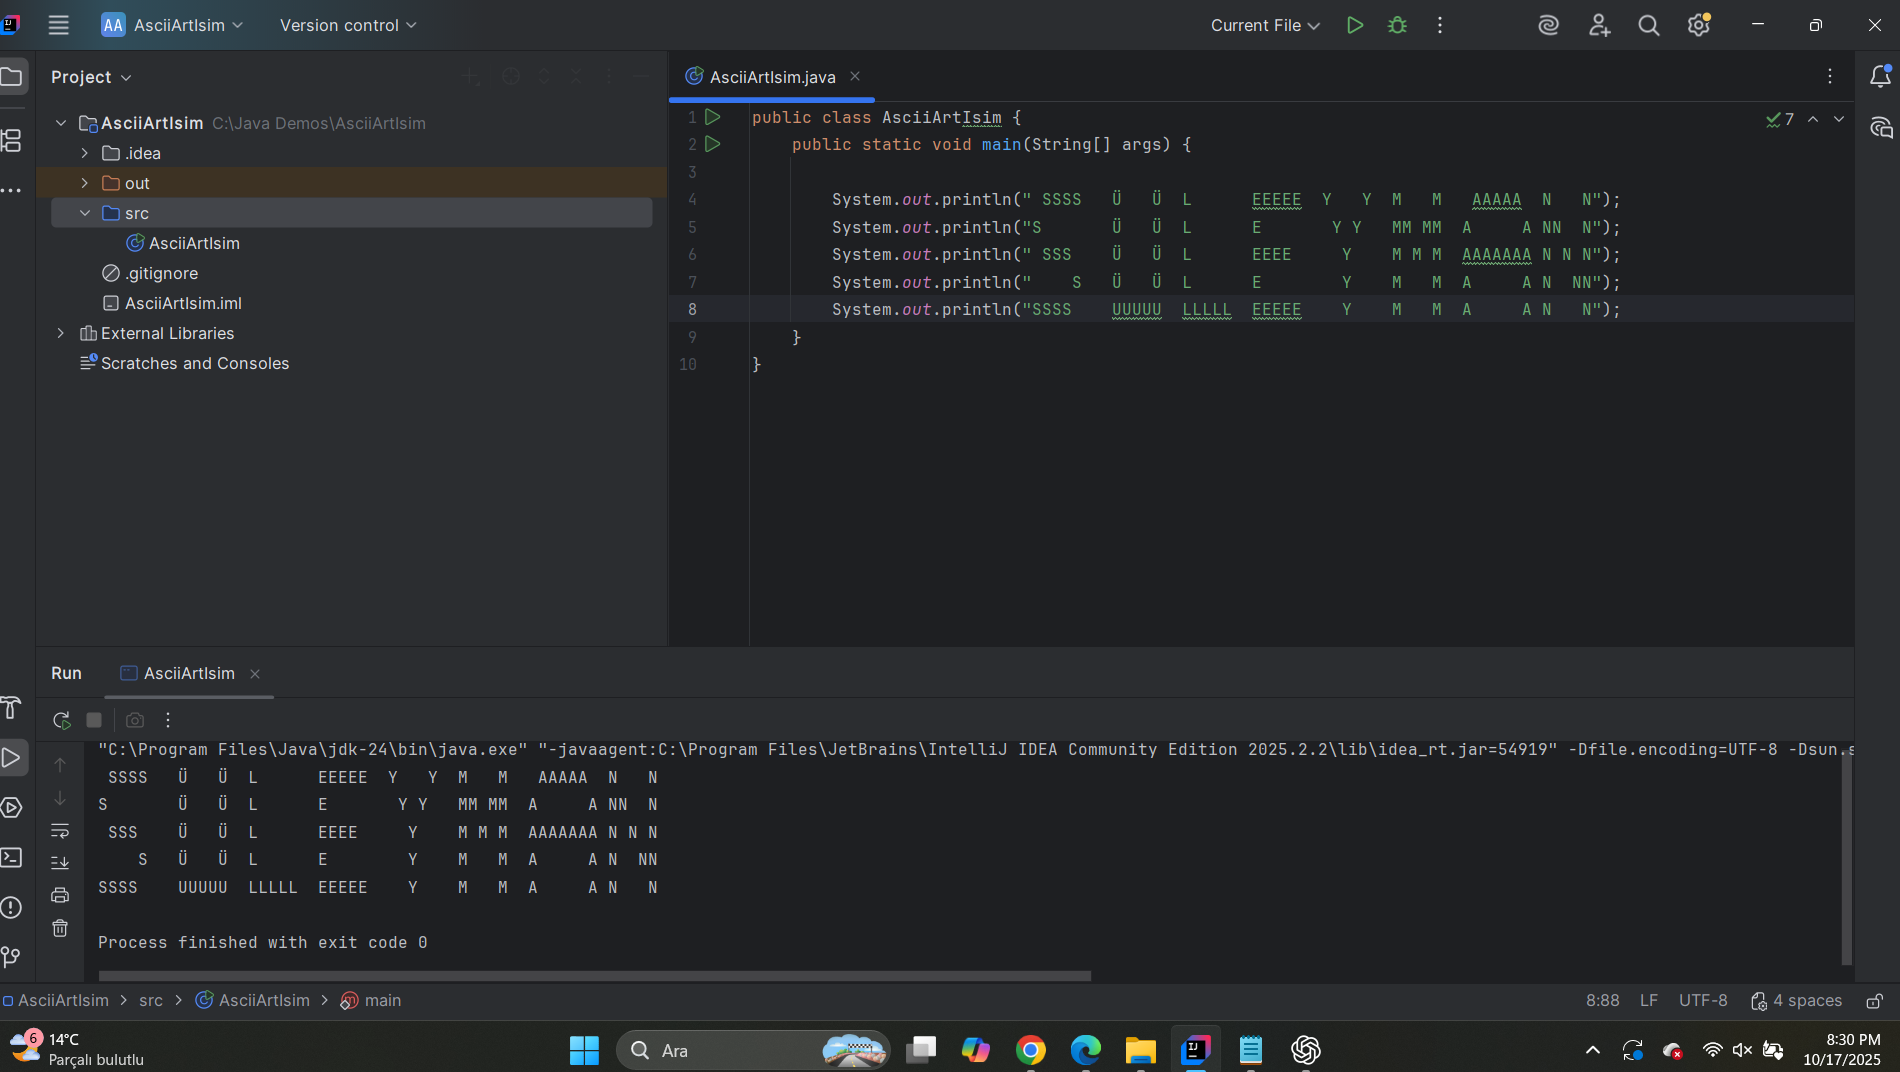 AA AsciiArtIsim Version control Current File
Project
AsciiArtIsim.java
AsciiArtIsim C:\Java Demos\AsciiArtIsim
.idea
out
src
AsciiArtIsim
.gitignore
AsciiArtIsim.iml
External Libraries
Scratches and Consoles
7
1 public class AsciiArtIsim {
2     public static void main(String[] args) {
3
4         System.out.println(" SSSS   Ü   Ü  L      EEEEE  Y   Y  M   M   AAAAA  N   N");
5         System.out.println("S       Ü   Ü  L      E       Y Y   MM MM  A     A NN  N");
6         System.out.println(" SSS    Ü   Ü  L      EEEE     Y    M M M  AAAAAAA N N N");
7         System.out.println("    S   Ü   Ü  L      E        Y    M   M  A     A N  NN");
8         System.out.println("SSSS    UUUUU  LLLLL  EEEEE    Y    M   M  A     A N   N");
9     }
10 }
Run AsciiArtIsim
"C:\Program Files\Java\jdk-24\bin\java.exe" "-javaagent:C:\Program Files\JetBrains\IntelliJ IDEA Community Edition 2025.2.2\lib\idea_rt.jar=54919" -Dfile.encoding=UTF-8 -Dsun.s
 SSSS   Ü   Ü  L      EEEEE  Y   Y  M   M   AAAAA  N   N
S       Ü   Ü  L      E       Y Y   MM MM  A     A NN  N
 SSS    Ü   Ü  L      EEEE     Y    M M M  AAAAAAA N N N
    S   Ü   Ü  L      E        Y    M   M  A     A N  NN
SSSS    UUUUU  LLLLL  EEEEE    Y    M   M  A     A N   N
Process finished with exit code 0
AsciiArtIsim > src > AsciiArtIsim > main 8:88 LF UTF-8 4 spaces
6 14°C
Parçalı bulutlu
Ara
8:30 PM
10/17/2025